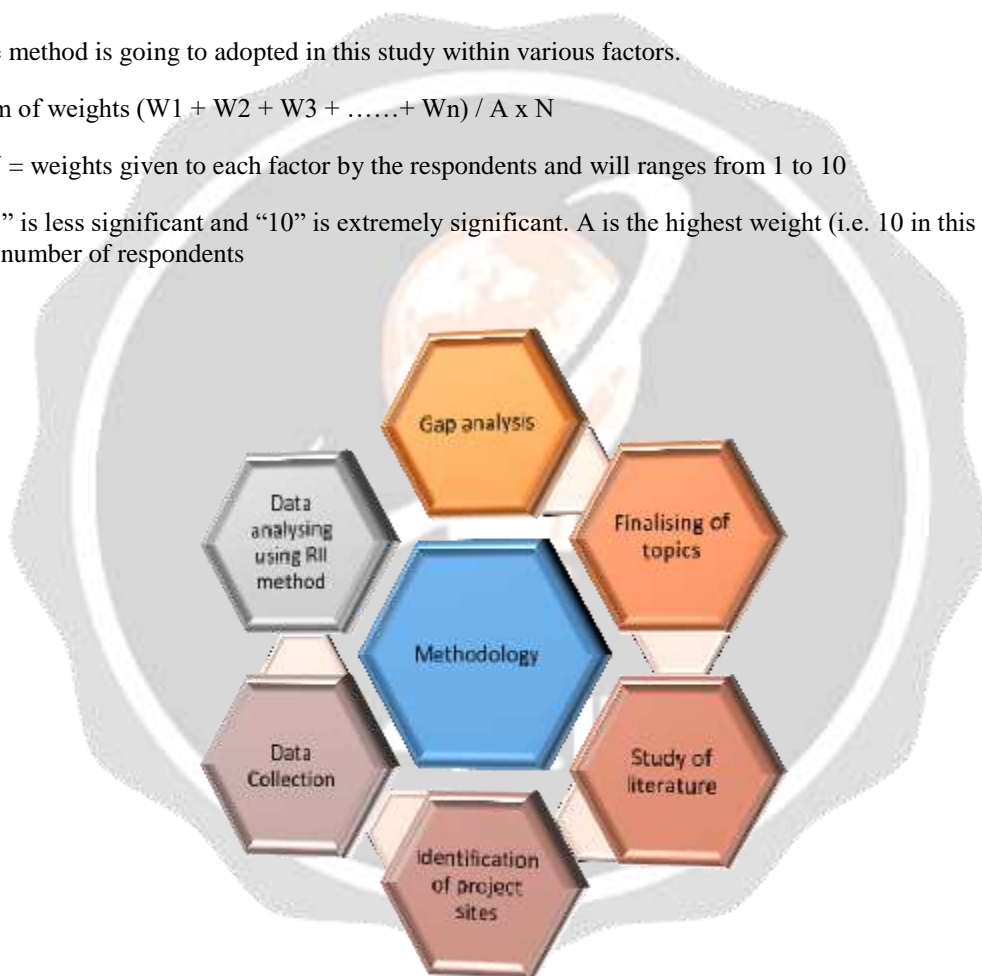 method is going to adopted in this study within various factors.
of weights (W1 + W2 + W3 + ……+ Wn) / A x N
= weights given to each factor by the respondents and will ranges from 1 to 10
” is less significant and “10” is extremely significant. A is the highest weight (i.e. 10 in this
number of respondents
Gap analysis
Finalising of
topics
Study of
literature
Identification
of project
sites
Data
Collection
Data
analysing
using RII
method
Methodology